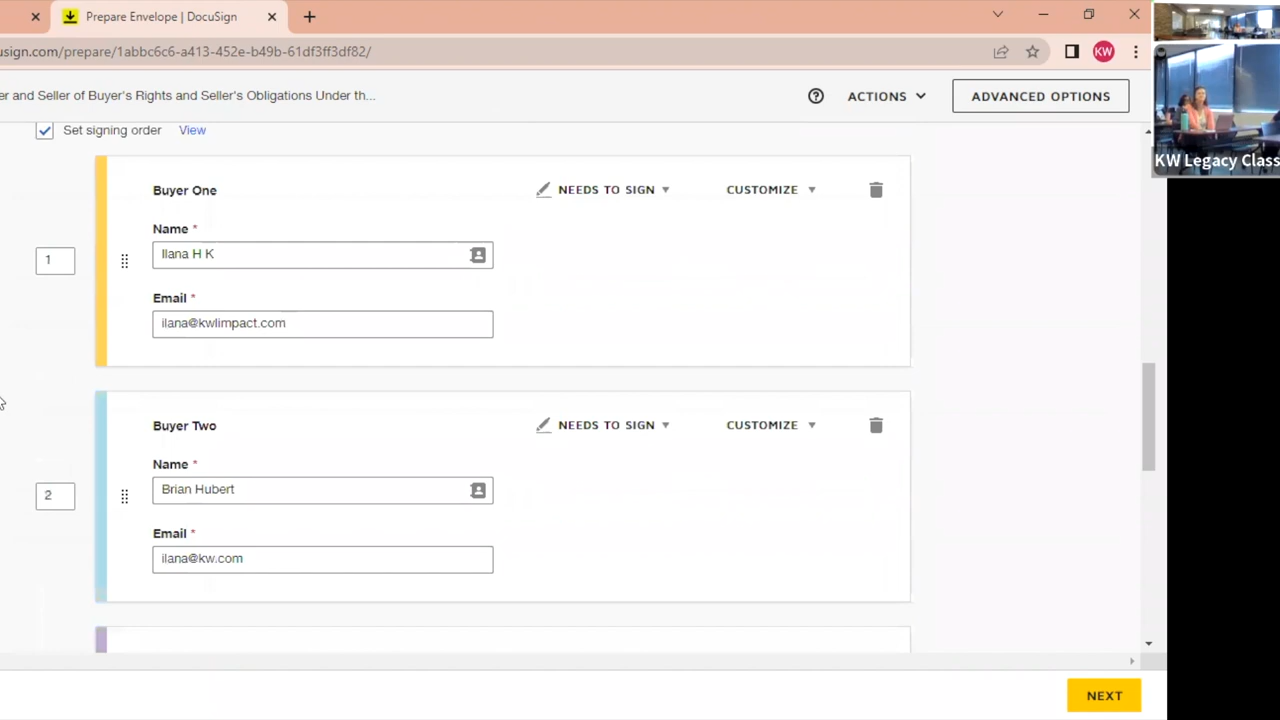 Prepare Envelope | DocuSign
usign.com/prepare/1abbc6c6-a413-452e-b49b-61df3ff3df82/
KW
er and Seller of Buyer's Rights and Seller's Obligations Under th...
ACTIONS
ADVANCED OPTIONS
Set signing order View
KW Legacy Class
Buyer One
NEEDS TO SIGN
CUSTOMIZE
Name *
1
Ilana H K
Email *
ilana@kwlimpact.com
Buyer Two
NEEDS TO SIGN
CUSTOMIZE
Name *
2
Brian Hubert
Email *
ilana@kw.com
NEXT